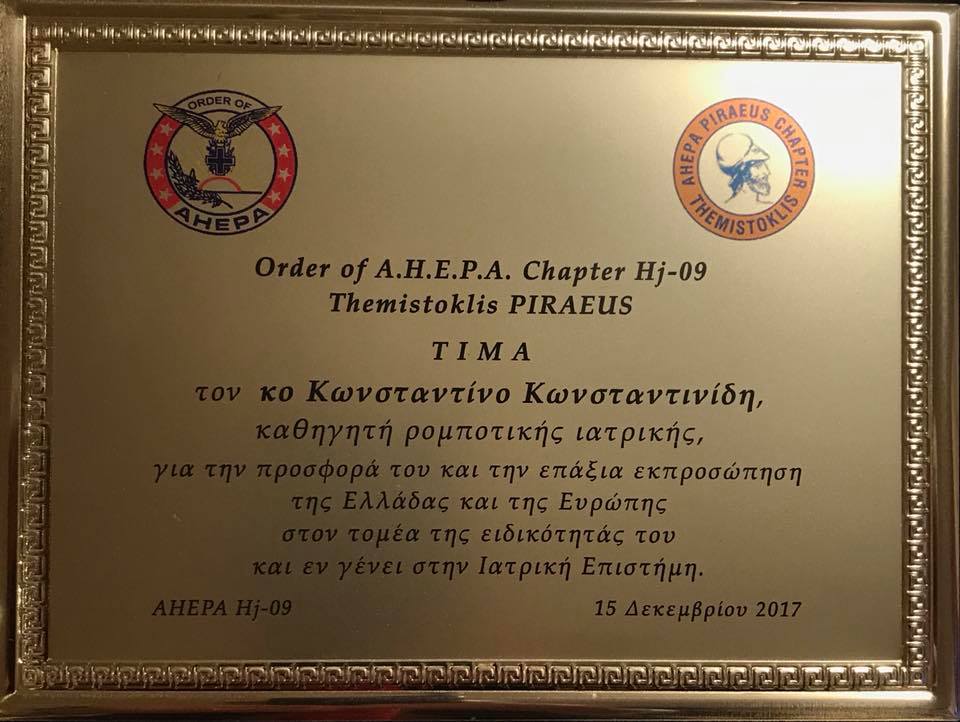 ORDER OF
AHEPA
AHEPA PIRAEUS CHAPTER
THEMISTOKLIS
Order of A.H.E.P.A. Chapter Hj-09
Themistoklis PIRAEUS
ΤΙΜΑ
τον κο Κωνσταντίνο Κωνσταντινίδη,
καθηγητή ρομποτικής ιατρικής,
για την προσφορά του και την επάξια εκπροσώπηση
της Ελλάδας και της Ευρώπης
στον τομέα της ειδικότητάς του
και εν γένει στην Ιατρική Επιστήμη.
AHEPA Hj-09 15 Δεκεμβρίου 2017